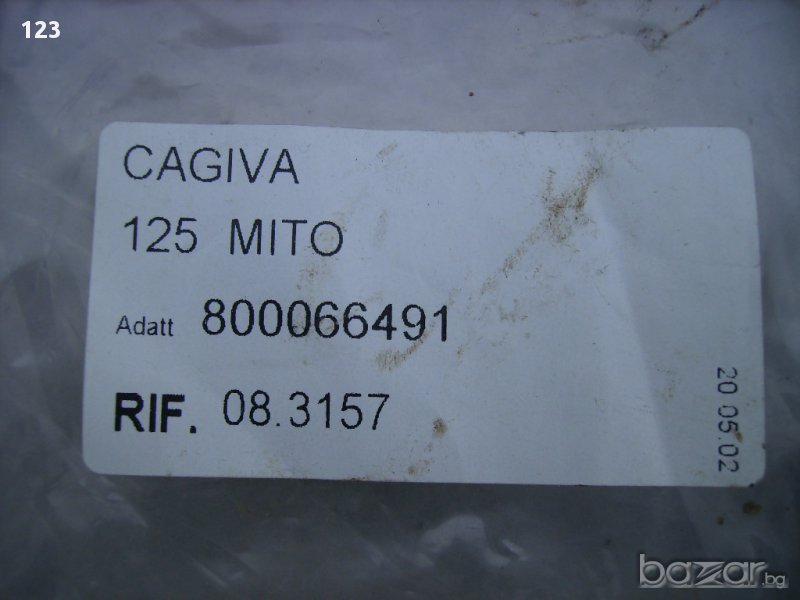 123
CAGIVA
125 MITO
Adatt 800066491
RIF. 08.3157
20 05.02
bazar.bg